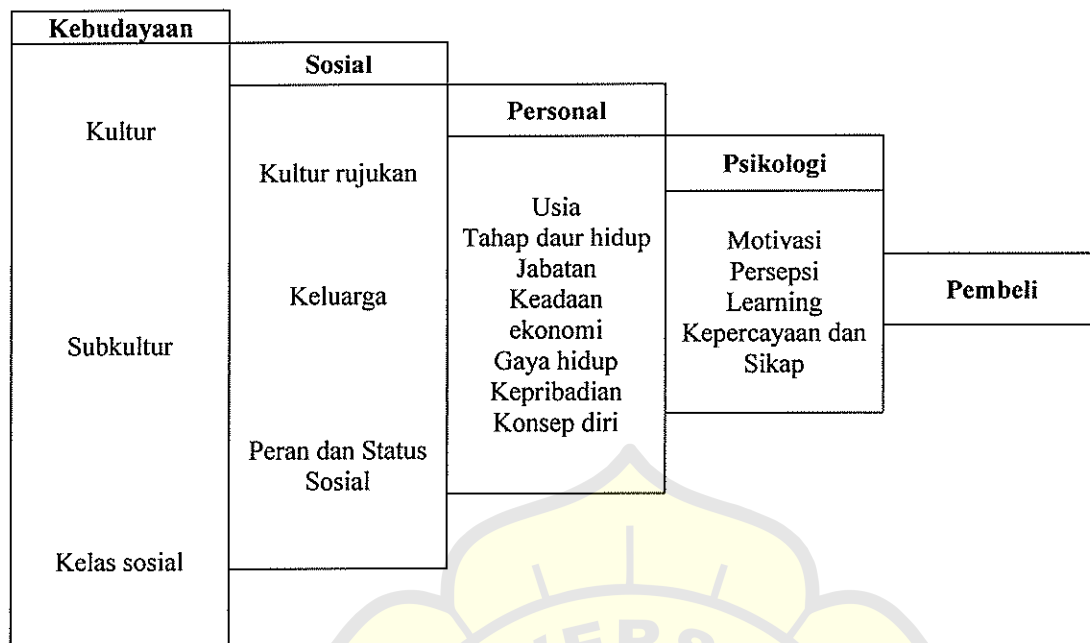 Kebudayaan
Kultur
Subkultur
Kelas sosial
Sosial
Kultur rujukan
Keluarga
Peran dan Status
Sosial
Personal
Usia
Tahap daur hidup
Jabatan
Keadaan
ekonomi
Gaya hidup
Kepribadian
Konsep diri
Psikologi
Motivasi
Persepsi
Learning
Kepercayaan dan
Sikap
Pembeli